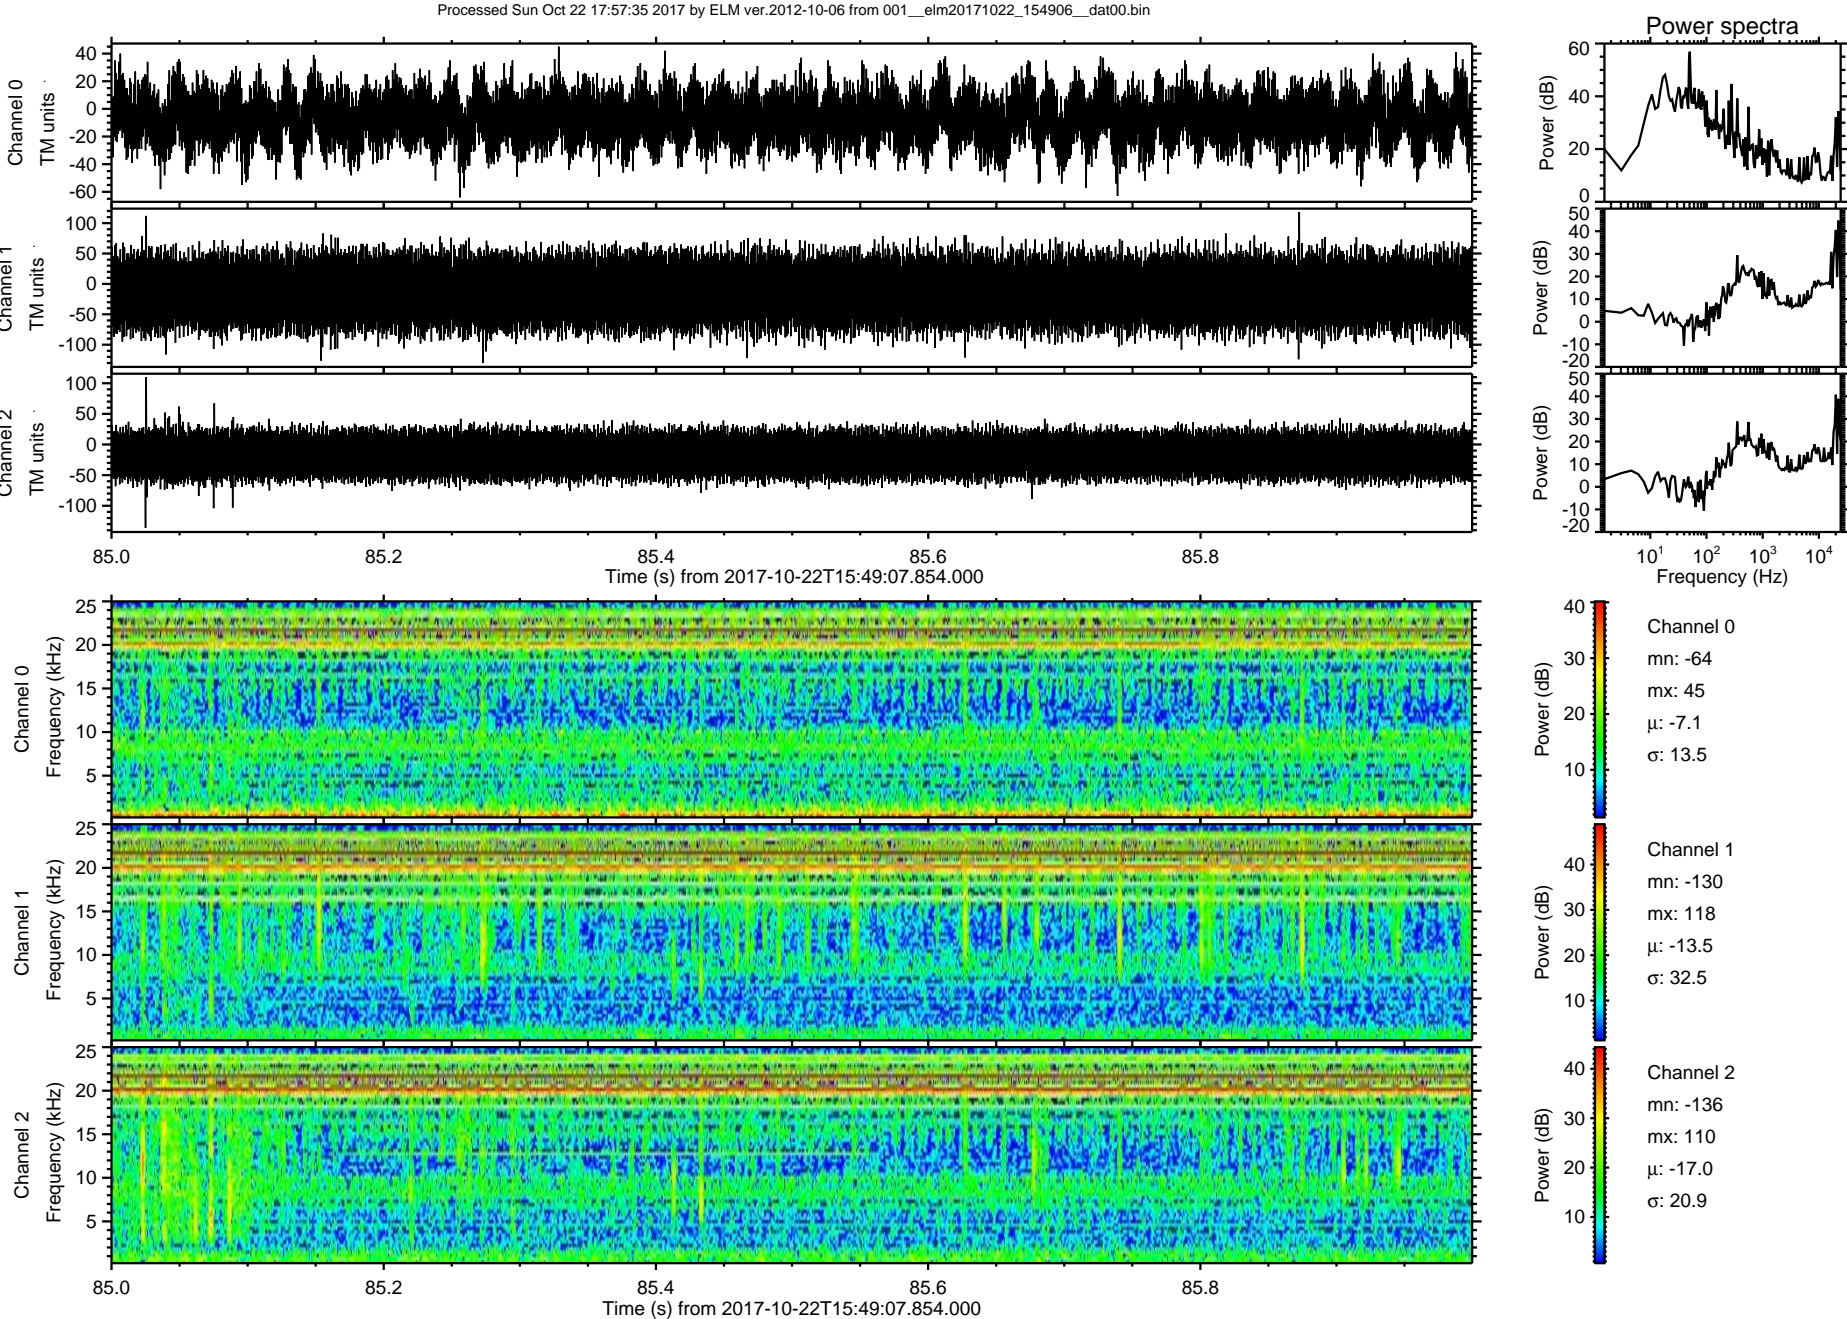 Processed Sun Oct 22 17:57:35 2017 by ELM ver.2012-10-06 from 001__elm20171022_154906__dat00.bin
Power spectra
Channel 0
TM units
40
20
0
-20
-40
-60
Power (dB)
60
40
20
0
Channel 1
TM units
100
50
0
-50
-100
Power (dB)
50
40
30
20
10
0
-10
-20
Channel 2
TM units
100
50
0
-50
-100
Power (dB)
50
40
30
20
10
0
-10
-20
85.0 85.2 85.4 85.6 85.8
Time (s) from 2017-10-22T15:49:07.854.000
10^1 10^2 10^3 10^4
Frequency (Hz)
Channel 0
Frequency (kHz)
25
20
15
10
5
Power (dB)
40
30
20
10
Channel 0
mn: -64
mx: 45
μ: -7.1
σ: 13.5
Channel 1
Frequency (kHz)
25
20
15
10
5
Power (dB)
40
30
20
10
Channel 1
mn: -130
mx: 118
μ: -13.5
σ: 32.5
Channel 2
Frequency (kHz)
25
20
15
10
5
Power (dB)
40
30
20
10
Channel 2
mn: -136
mx: 110
μ: -17.0
σ: 20.9
85.0 85.2 85.4 85.6 85.8
Time (s) from 2017-10-22T15:49:07.854.000